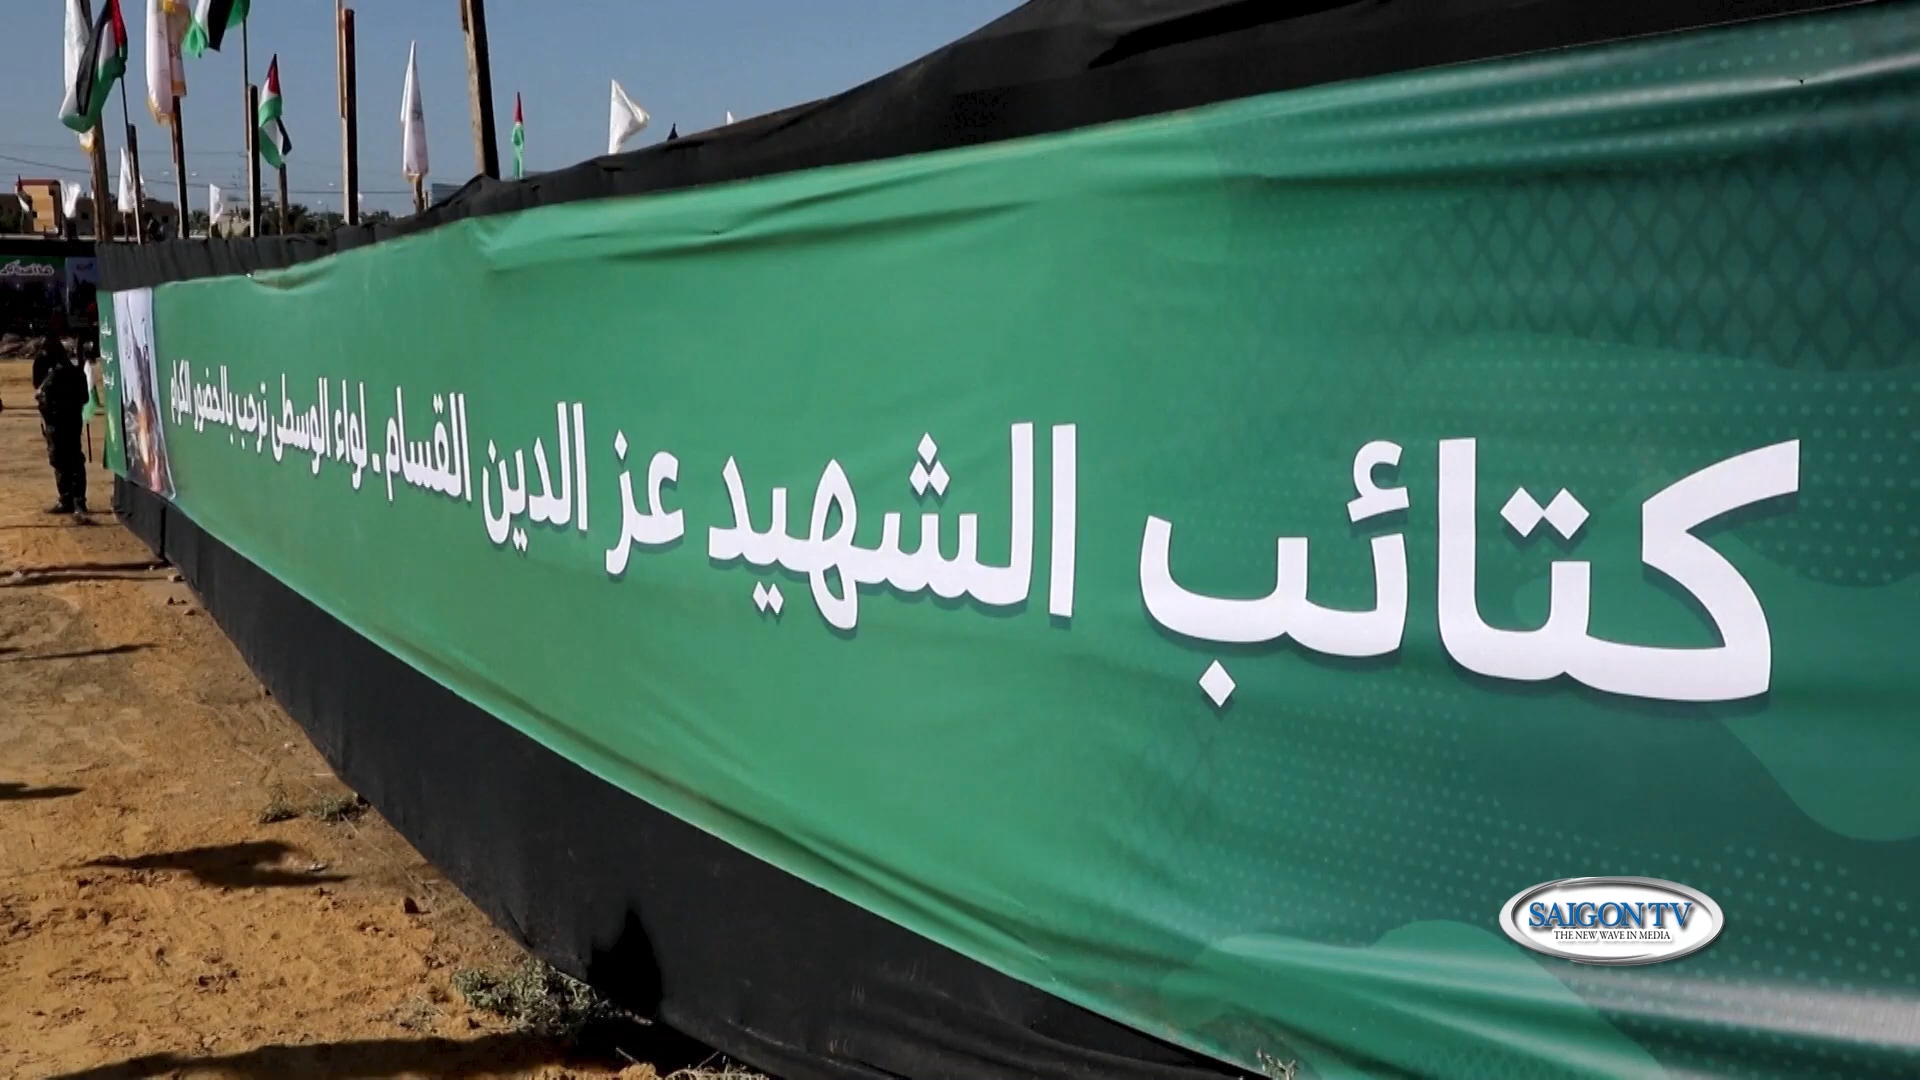 كتائب الشهيد عز الدين القسام . لواء الوسطى ترحب بالحضور الكرام
SAIGON TV
THE NEW WAVE IN MEDIA